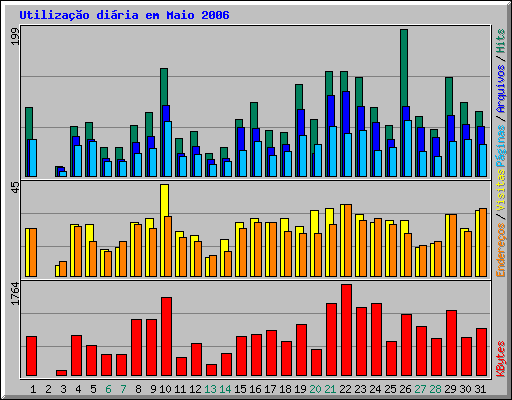 Utilização diária em Maio 2006
199
45
1764
KBytes
Endereços / Visitas
Páginas / Arquivos / Hits
1 2 3 4 5 6 7 8 9 10 11 12 13 14 15 16 17 18 19 20 21 22 23 24 25 26 27 28 29 30 31